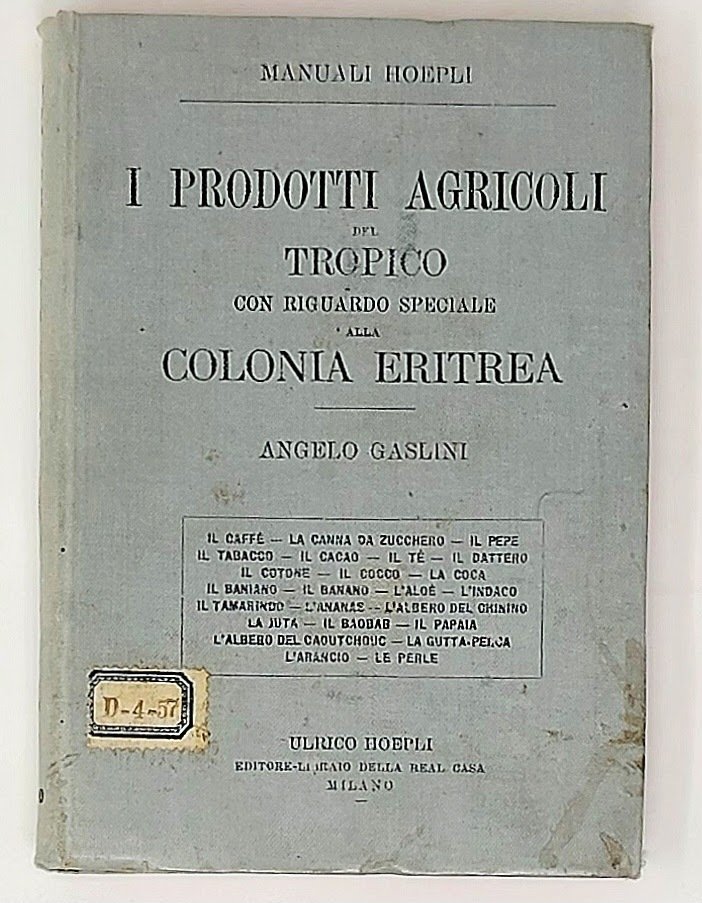 MANUALI HOEPLI
I PRODOTTI AGRICOLI
DEL
TROPICO
CON RIGUARDO SPECIALE
ALLA
COLONIA ERITREA
ANGELO GASLINI
IL CAFFÈ — LA CANNA DA ZUCCHERO — IL PEPE
IL TABACCO — IL CACAO — IL TÈ — IL DATTERO
IL COTONE — IL COCCO — LA COCA
IL BANIANO — IL BANANO — L'ALOÈ — L'INDACO
IL TAMARINDO — L'ANANAS — L'ALBERO DEL CHININO
LA JUTA — IL BAOBAB — IL PAPAIA
L'ALBERO DEL CAOUTCHOUC — LA GUTTA-PERCA
L'ARANCIO — LE PERLE
D-4-57
ULRICO HOEPLI
EDITORE-LIBRAIO DELLA REAL CASA
MILANO